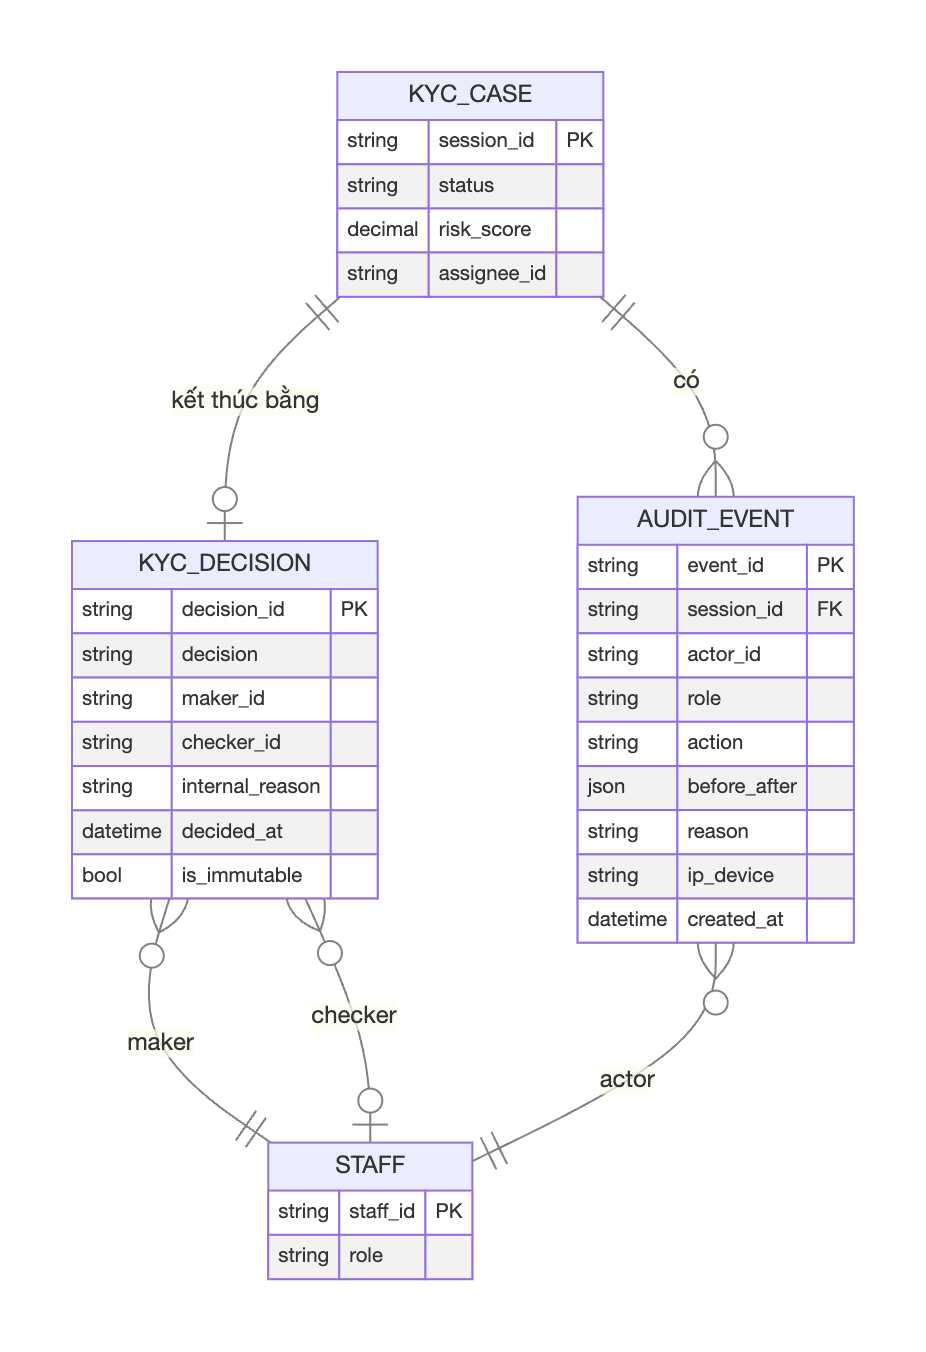 KYC_CASE
string session_id PK
string status
decimal risk_score
string assignee_id
kết thúc bằng
có
KYC_DECISION
string decision_id PK
string decision
string maker_id
string checker_id
string internal_reason
datetime decided_at
bool is_immutable
AUDIT_EVENT
string event_id PK
string session_id FK
string actor_id
string role
string action
json before_after
string reason
string ip_device
datetime created_at
maker
checker
actor
STAFF
string staff_id PK
string role